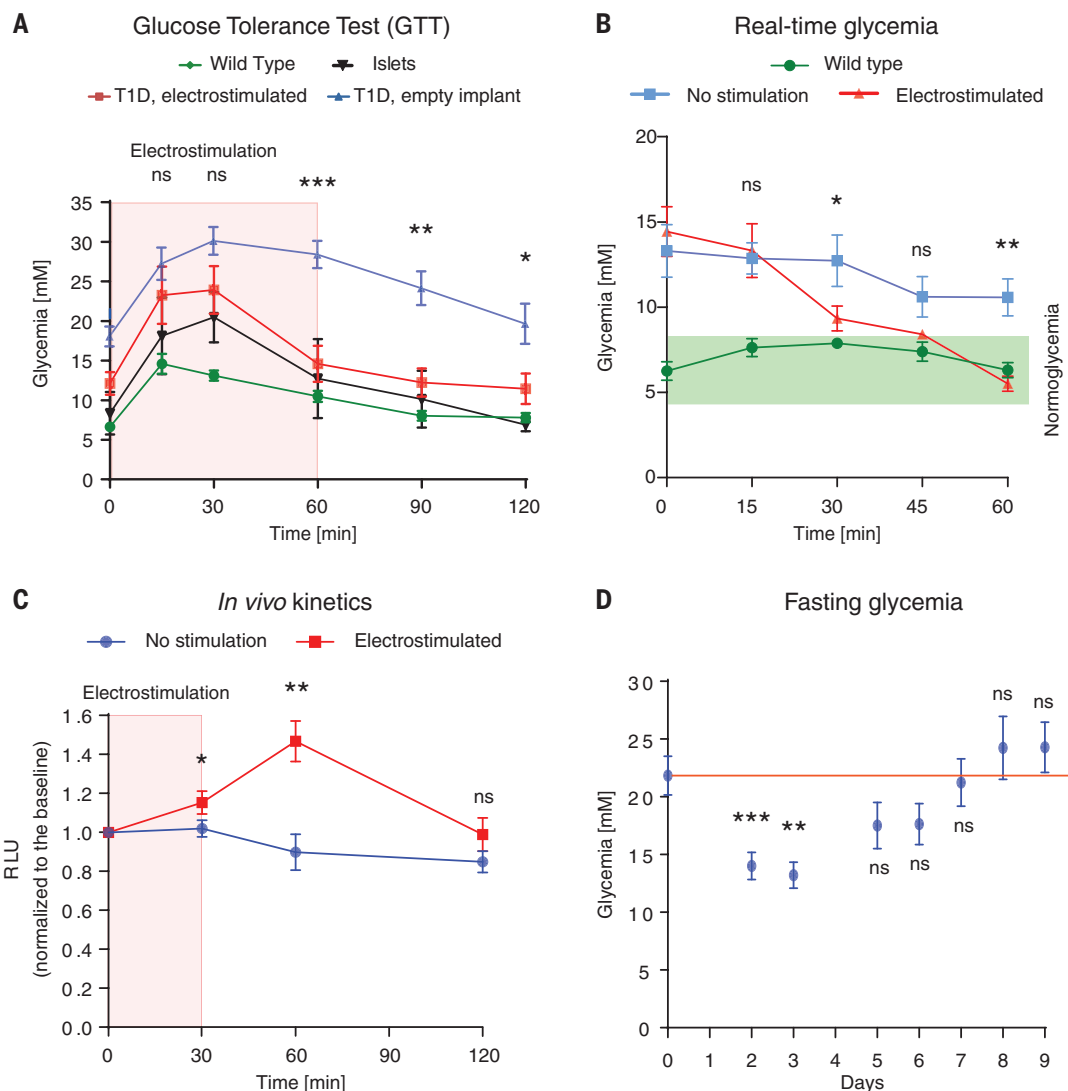 A
Glucose Tolerance Test (GTT)
Wild Type Islets
T1D, electrostimulated T1D, empty implant
Electrostimulation
ns ns *** ** *
35
30
25
20
15
10
5
0
Glycemia [mM]
0 30 60 90 120
Time [min]
B
Real-time glycemia
Wild type
No stimulation Electrostimulated
20
15
10
5
0
Glycemia [mM]
ns * ns **
Normoglycemia
0 15 30 45 60
Time [min]
C
In vivo kinetics
No stimulation Electrostimulated
Electrostimulation
* ** ns
1.6
1.4
1.2
1.0
0.8
0.6
0.4
0.2
0.0
RLU
(normalized to the baseline)
0 30 60 120
Time [min]
D
Fasting glycemia
30
25
20
15
10
5
0
Glycemia [mM]
*** ** ns ns ns ns ns
0 1 2 3 5 6 7 8 9
Days